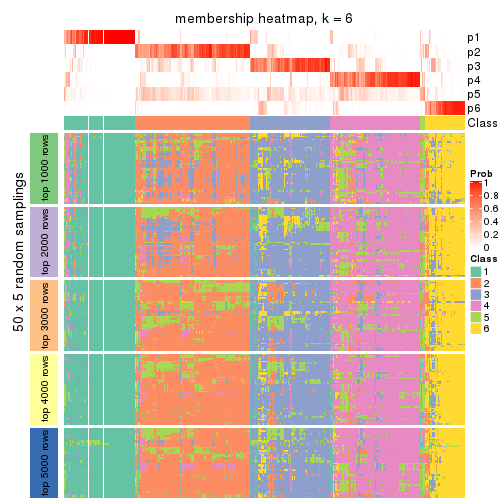 membership heatmap, k = 6
p1
p2
p3
p4
p5
p6
Class
50 x 5 random samplings
top 1000 rows
top 2000 rows
top 3000 rows
top 4000 rows
top 5000 rows
Prob
1
0.8
0.6
0.4
0.2
0
Class
1
2
3
4
5
6